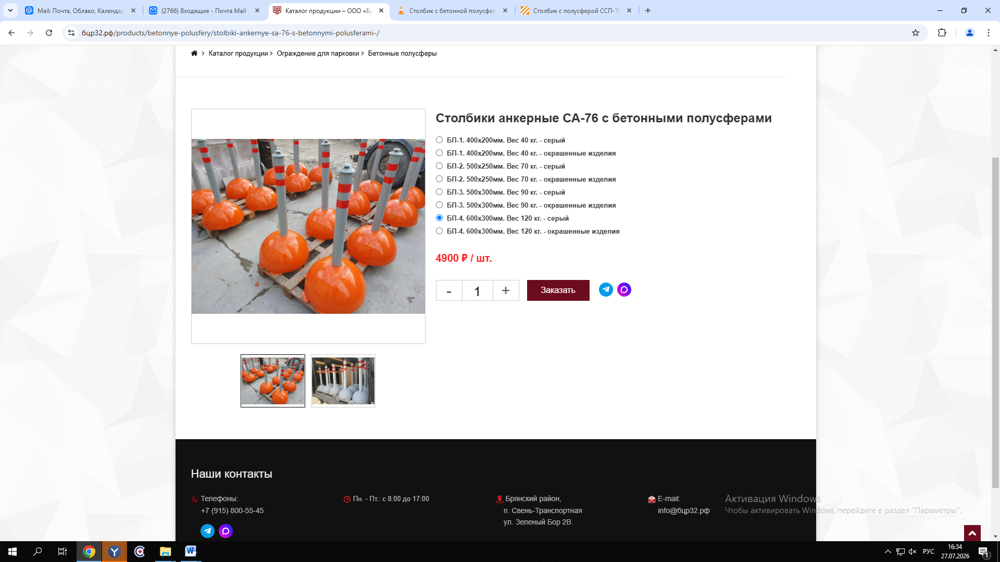 Mail: Почта, Облако, Календар
(2766) Входящие - Почта Mail
Каталог продукции – ООО «Бр
Столбик с бетонной полусфер
Столбик с полусферой ССП-76
бцр32.рф/products/betonnye-polusfery/stolbiki-ankernye-sa-76-s-betonnymi-polusferami-/
Каталог продукции > Ограждение для парковки > Бетонные полусферы
Столбики анкерные СА-76 с бетонными полусферами
БП-1. 400х200мм. Вес 40 кг. - серый
БП-1. 400х200мм. Вес 40 кг. - окрашенные изделия
БП-2. 500х250мм. Вес 70 кг. - серый
БП-2. 500х250мм. Вес 70 кг. - окрашенные изделия
БП-3. 500х300мм. Вес 90 кг. - серый
БП-3. 500х300мм. Вес 90 кг. - окрашенные изделия
БП-4. 600х300мм. Вес 120 кг. - серый
БП-4. 600х300мм. Вес 120 кг. - окрашенные изделия
4900 ₽ / шт.
- 1 +
Заказать
Наши контакты
Телефоны:
+7 (915) 800-55-45
Пн. - Пт.: с 8:00 до 17:00
Брянский район,
п. Свень-Транспортная
ул. Зеленый Бор 2В.
E-mail:
info@бцр32.рф
Активация Windows
Чтобы активировать Windows, перейдите в раздел "Параметры".
РУС
16:34
27.07.2026
1